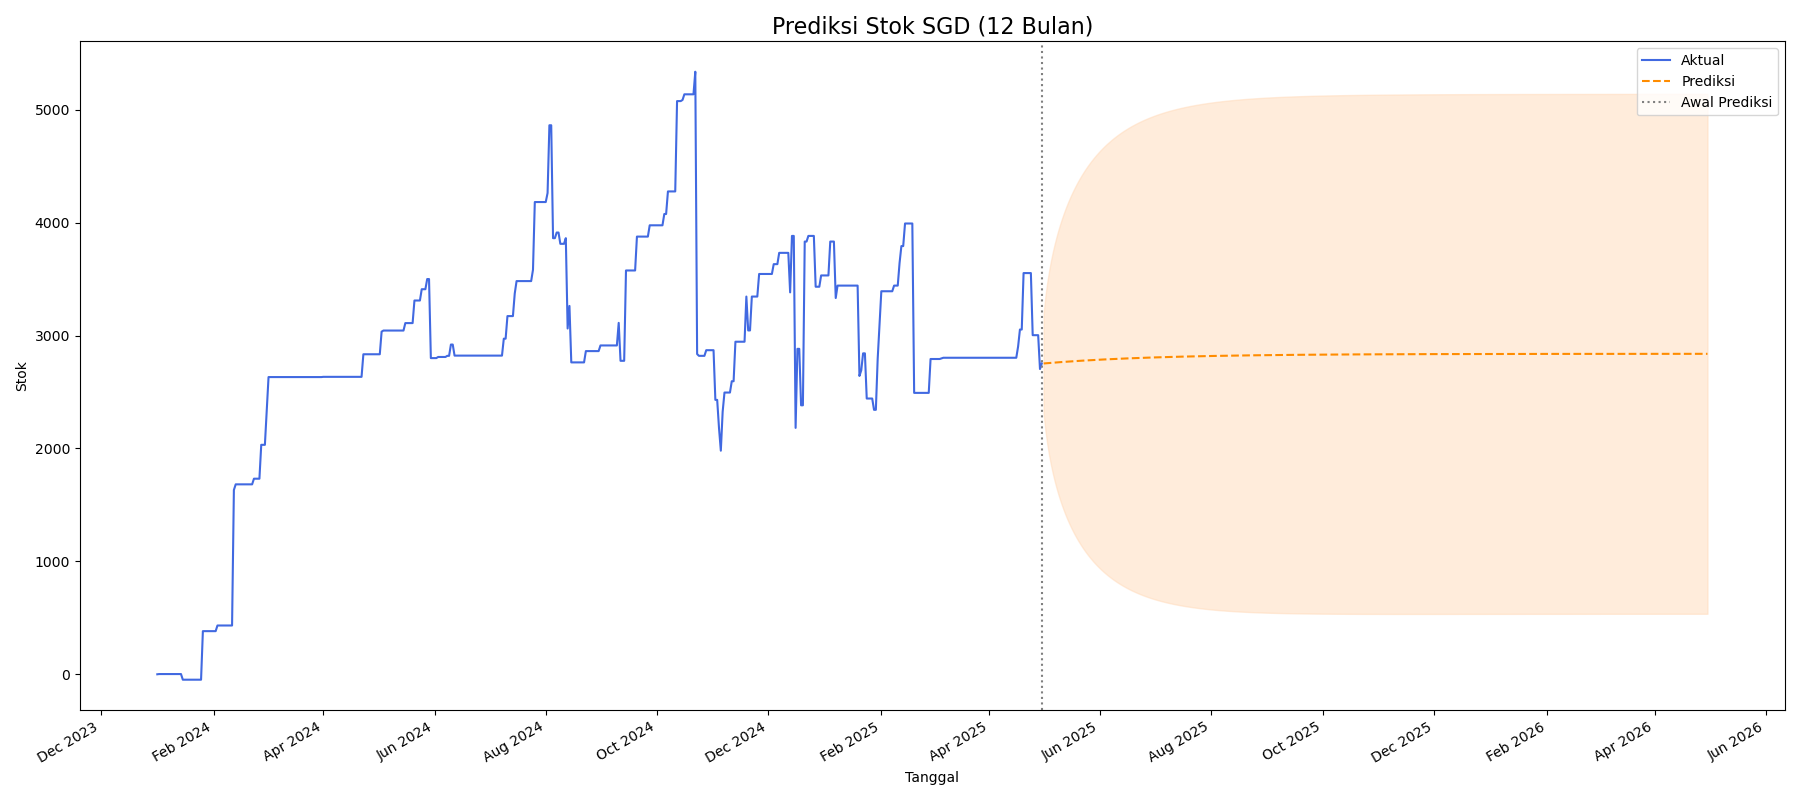 Prediksi Stok SGD (12 Bulan)
Aktual
Prediksi
Awal Prediksi
Stok
5000
4000
3000
2000
1000
0
Dec 2023
Feb 2024
Apr 2024
Jun 2024
Aug 2024
Oct 2024
Dec 2024
Feb 2025
Apr 2025
Jun 2025
Aug 2025
Oct 2025
Dec 2025
Feb 2026
Apr 2026
Jun 2026
Tanggal